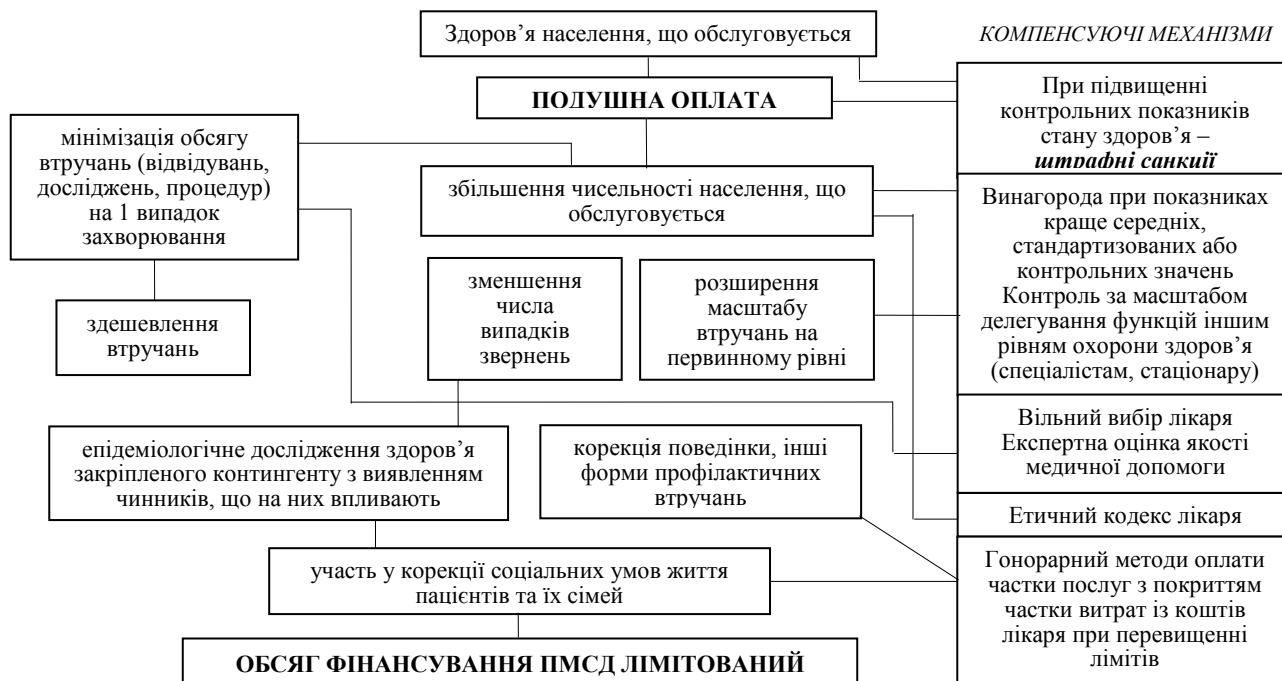 Здоров’я населення, що обслуговується
КОМПЕНСУЮЧІ МЕХАНІЗМИ
ПОДУШНА ОПЛАТА
При підвищенні
контрольних показників
стану здоров’я –
штрафні санкції
мінімізація обсягу
втручань (відвідувань,
досліджень, процедур)
на 1 випадок
захворювання
збільшення чисельності населення, що
обслуговується
Винагорода при показниках
краще середніх,
стандартизованих або
контрольних значень
Контроль за масштабом
делегування функцій іншим
рівням охорони здоров’я
(спеціалістам, стаціонару)
здешевлення
втручань
зменшення
числа
випадків
звернень
розширення
масштабу
втручань на
первинному рівні
Вільний вибір лікаря
Експертна оцінка якості
медичної допомоги
епідеміологічне дослідження здоров’я
закріпленого контингенту з виявленням
чинників, що на них впливають
корекція поведінки, інші
форми профілактичних
втручань
Етичний кодекс лікаря
участь у корекції соціальних умов життя
пацієнтів та їх сімей
Гонорарний методи оплати
частки послуг з покриттям
частки витрат із коштів
лікаря при перевищенні
лімітів
ОБСЯГ ФІНАНСУВАННЯ ПМСД ЛІМІТОВАНИЙ